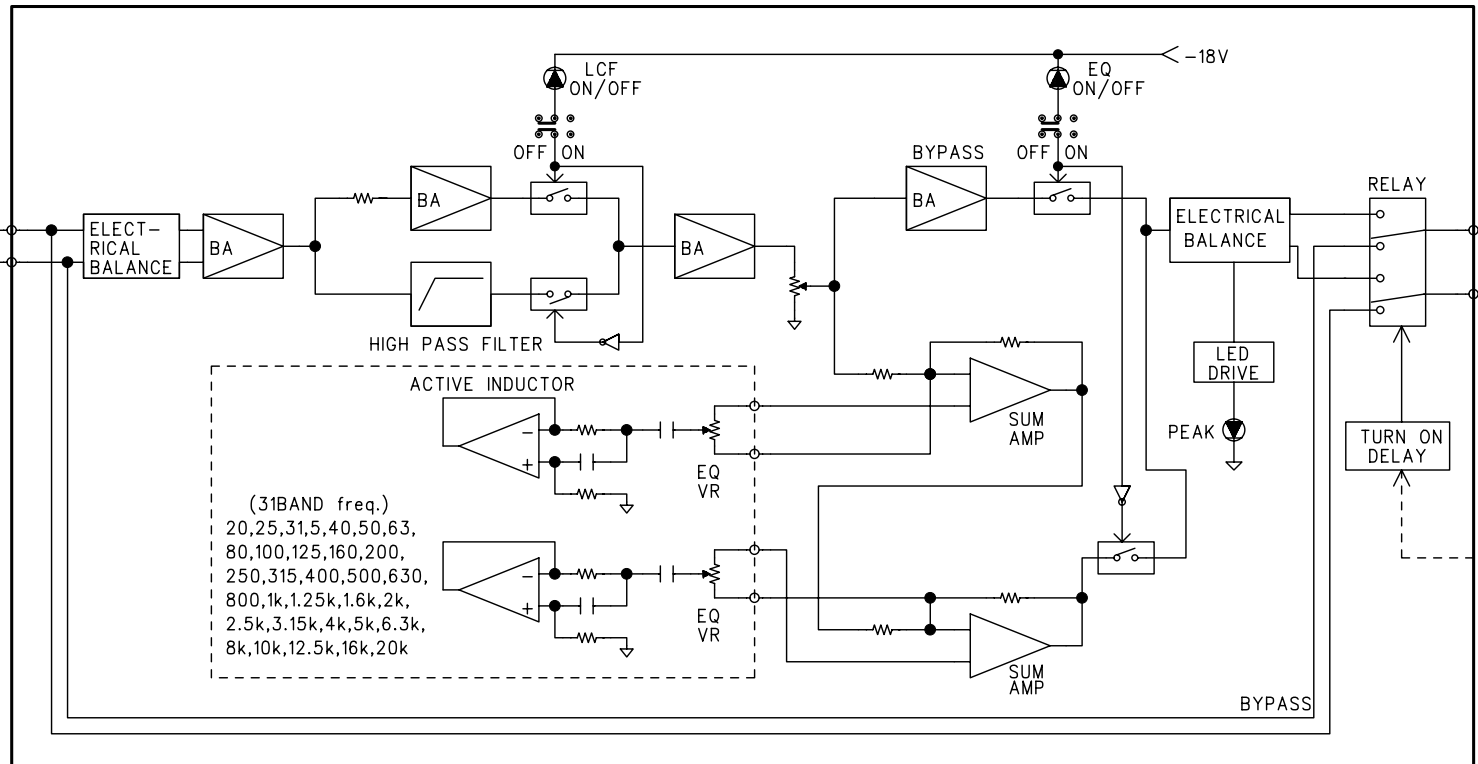 -18V
LCF
ON/OFF
EQ
ON/OFF
OFF ON
BYPASS
OFF ON
RELAY
BA
BA
ELECT-
RICAL
BALANCE
BA
BA
ELECTRICAL
BALANCE
HIGH PASS FILTER
LED
DRIVE
ACTIVE INDUCTOR
SUM
AMP
PEAK
TURN ON
DELAY
-
+
EQ
VR
(31BAND freq.)
20,25,31,5,40,50,63,
80,100,125,160,200,
250,315,400,500,630,
800,1k,1.25k,1.6k,2k,
2.5k,3.15k,4k,5k,6.3k,
8k,10k,12.5k,16k,20k
-
+
EQ
VR
SUM
AMP
BYPASS